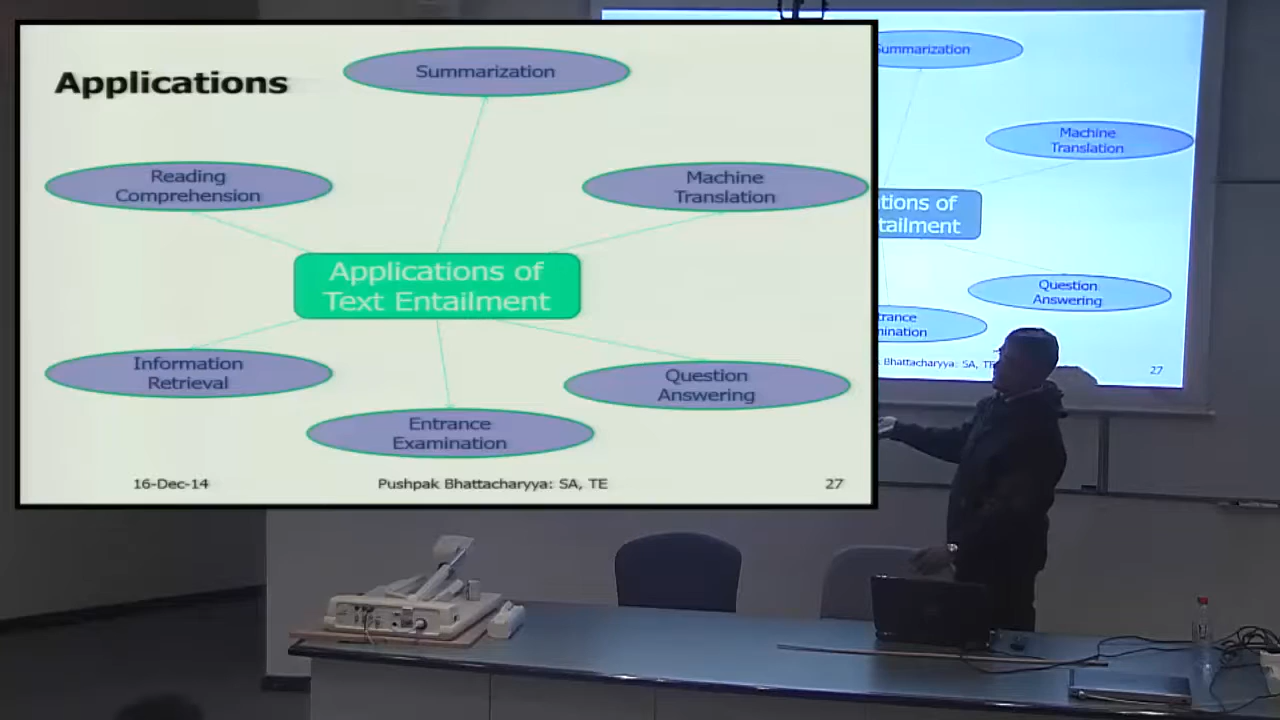 Applications
Summarization
Reading
Comprehension
Machine
Translation
Applications of
Text Entailment
Information
Retrieval
Question
Answering
Entrance
Examination
16-Dec-14
Pushpak Bhattacharyya: SA, TE
27
Summarization
Machine
Translation
tions of
tailment
Question
Answering
trance
nination
Bhattacharyya: SA, TE
27